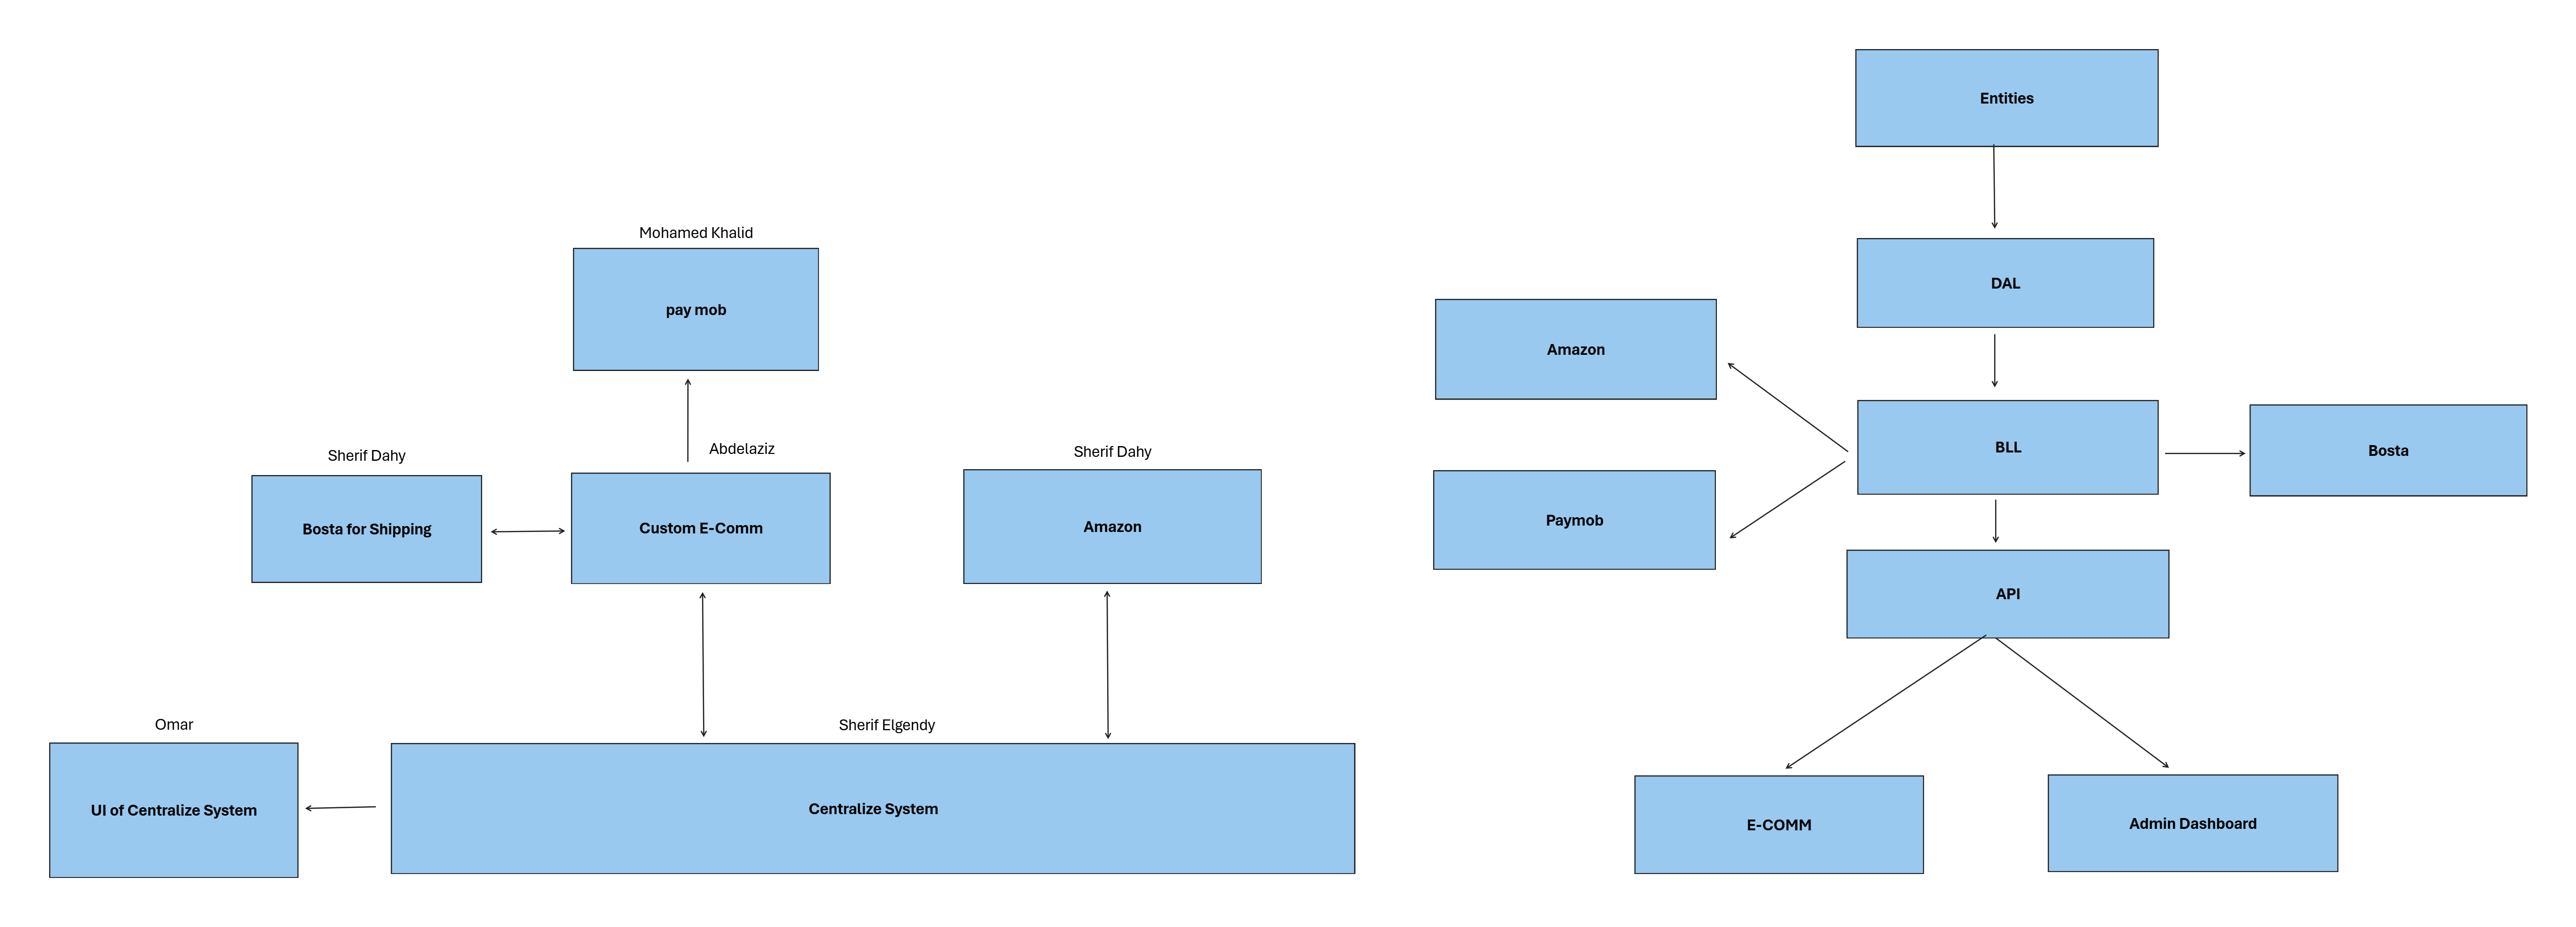 Mohamed Khalid
pay mob
Abdelaziz
Sherif Dahy
Bosta for Shipping
Custom E-Comm
Sherif Dahy
Amazon
Omar
UI of Centralize System
Sherif Elgendy
Centralize System
Entities
DAL
Amazon
BLL
Bosta
Paymob
API
E-COMM
Admin Dashboard